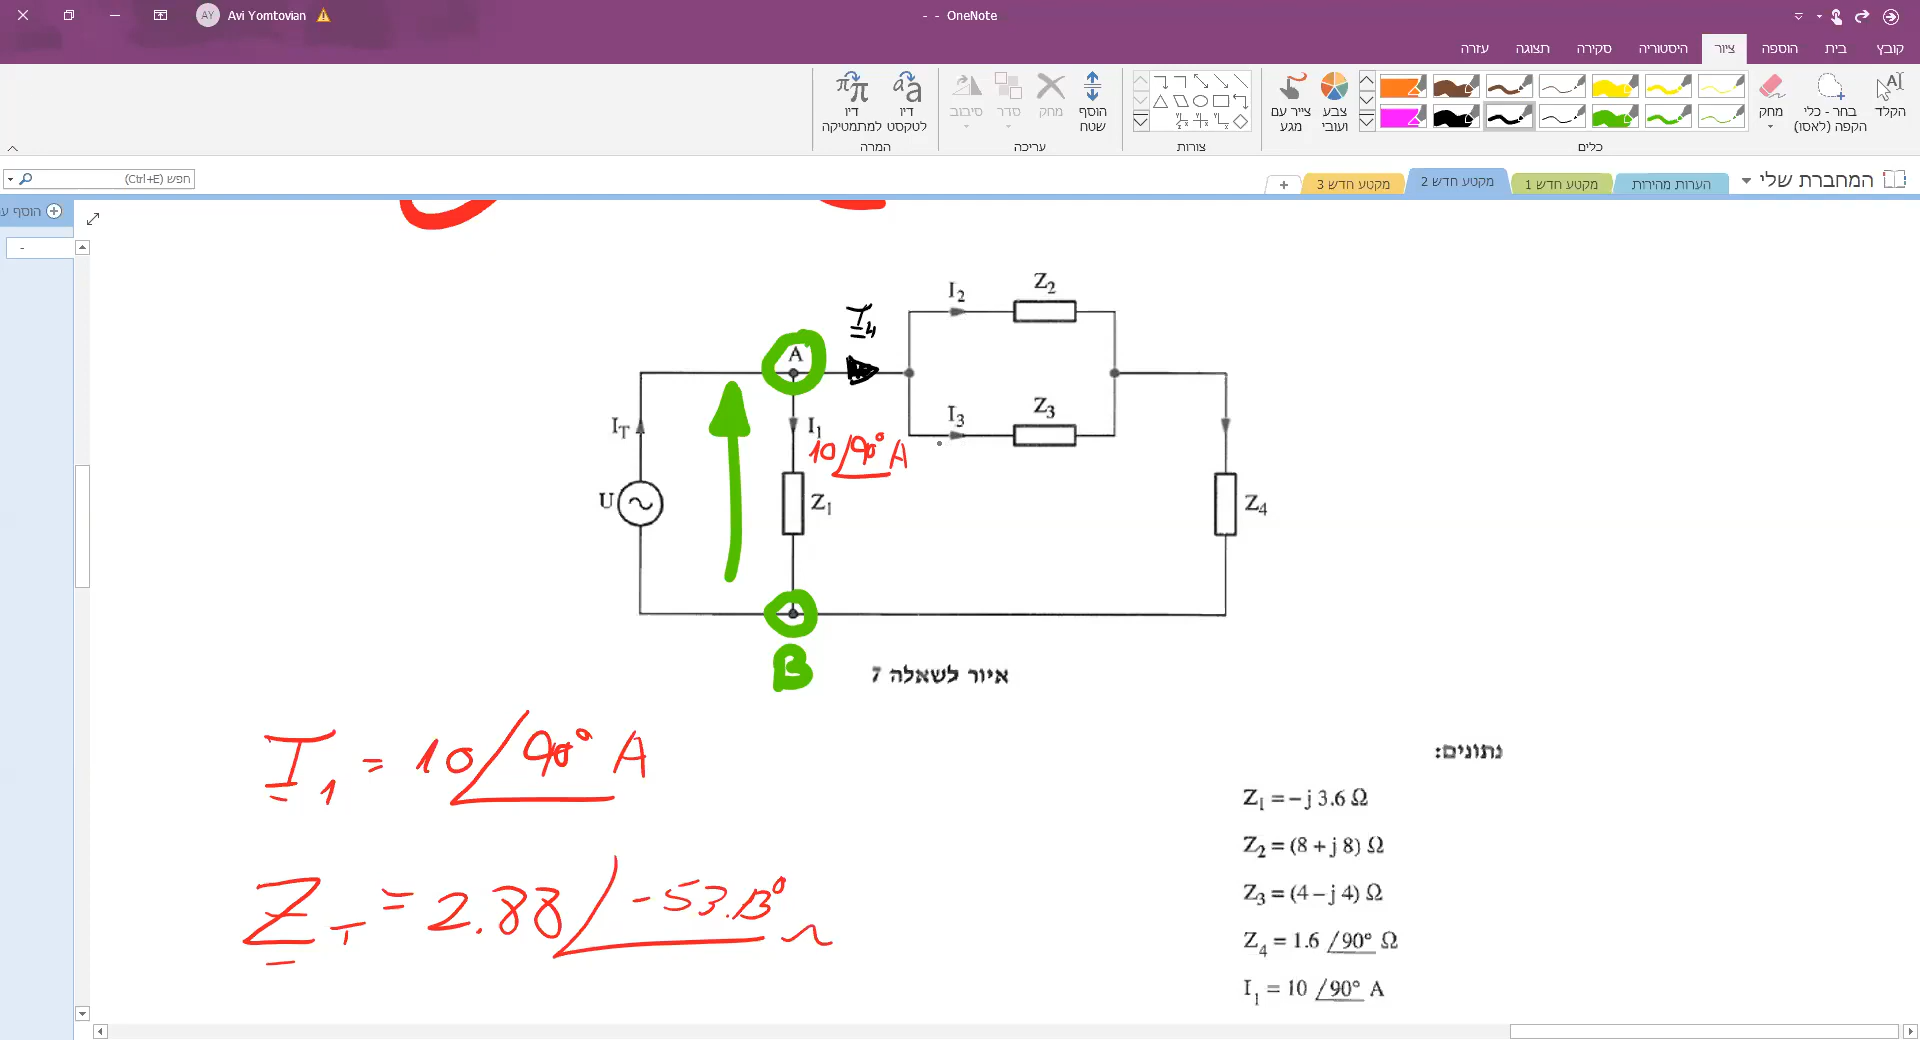 Avi Yomtovian AY
- - OneNote
קובץ בית הוספה ציור היסטוריה סקירה תצוגה עזרה
הקלד
בחר - כלי הקפה (לאסו)
מחק
כלים
צבע ועובי
צייר עם מגע
צורות
הוסף שטח
מחק
סדר
סיבוב
עריכה
דיו לטקסט
דיו למתמטיקה
המרה
המחברת שלי
הערות מהירות
מקטע חדש 1
מקטע חדש 2
מקטע חדש 3
+
חפש (Ctrl+E)
הוסף
-
I4
I2
Z2
A
I3
Z3
IT
I1
10/90° A
U
Z1
Z4
B
איור לשאלה 7
I1 = 10/90° A
ZT = 2.88/-53.13° Ω
נתונים:
Z1 = – j 3.6 Ω
Z2 = (8 + j 8) Ω
Z3 = (4 – j 4) Ω
Z4 = 1.6 /90° Ω
I1 = 10 /90° A